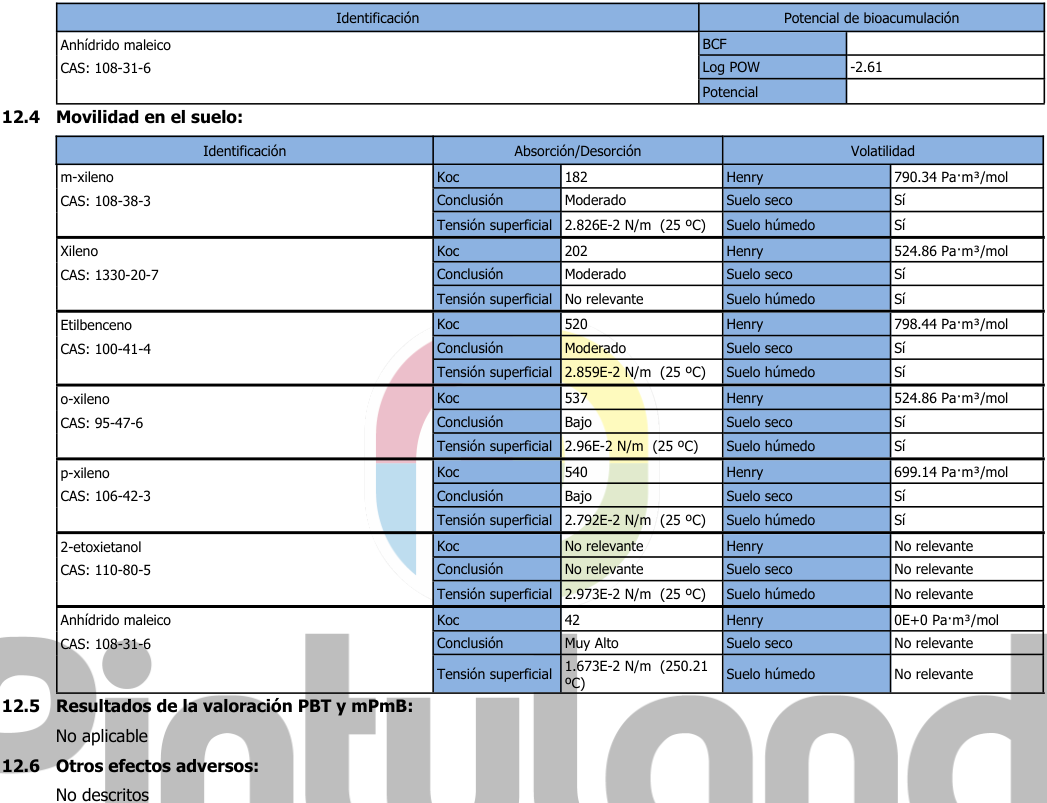 Identificación Potencial de bioacumulación
Anhídrido maleico BCF
CAS: 108-31-6 Log POW -2.61
Potencial
12.4 Movilidad en el suelo:
Identificación Absorción/Desorción Volatilidad
m-xileno Koc 182 Henry 790.34 Pa·m³/mol
CAS: 108-38-3 Conclusión Moderado Suelo seco Sí
Tensión superficial 2.826E-2 N/m (25 ºC) Suelo húmedo Sí
Xileno Koc 202 Henry 524.86 Pa·m³/mol
CAS: 1330-20-7 Conclusión Moderado Suelo seco Sí
Tensión superficial No relevante Suelo húmedo Sí
Etilbenceno Koc 520 Henry 798.44 Pa·m³/mol
CAS: 100-41-4 Conclusión Moderado Suelo seco Sí
Tensión superficial 2.859E-2 N/m (25 ºC) Suelo húmedo Sí
o-xileno Koc 537 Henry 524.86 Pa·m³/mol
CAS: 95-47-6 Conclusión Bajo Suelo seco Sí
Tensión superficial 2.96E-2 N/m (25 ºC) Suelo húmedo Sí
p-xileno Koc 540 Henry 699.14 Pa·m³/mol
CAS: 106-42-3 Conclusión Bajo Suelo seco Sí
Tensión superficial 2.792E-2 N/m (25 ºC) Suelo húmedo Sí
2-etoxietanol Koc No relevante Henry No relevante
CAS: 110-80-5 Conclusión No relevante Suelo seco No relevante
Tensión superficial 2.973E-2 N/m (25 ºC) Suelo húmedo No relevante
Anhídrido maleico Koc 42 Henry 0E+0 Pa·m³/mol
CAS: 108-31-6 Conclusión Muy Alto Suelo seco No relevante
Tensión superficial 1.673E-2 N/m (250.21 ºC) Suelo húmedo No relevante
12.5 Resultados de la valoración PBT y mPmB:
No aplicable
12.6 Otros efectos adversos:
No descritos
Pintuland